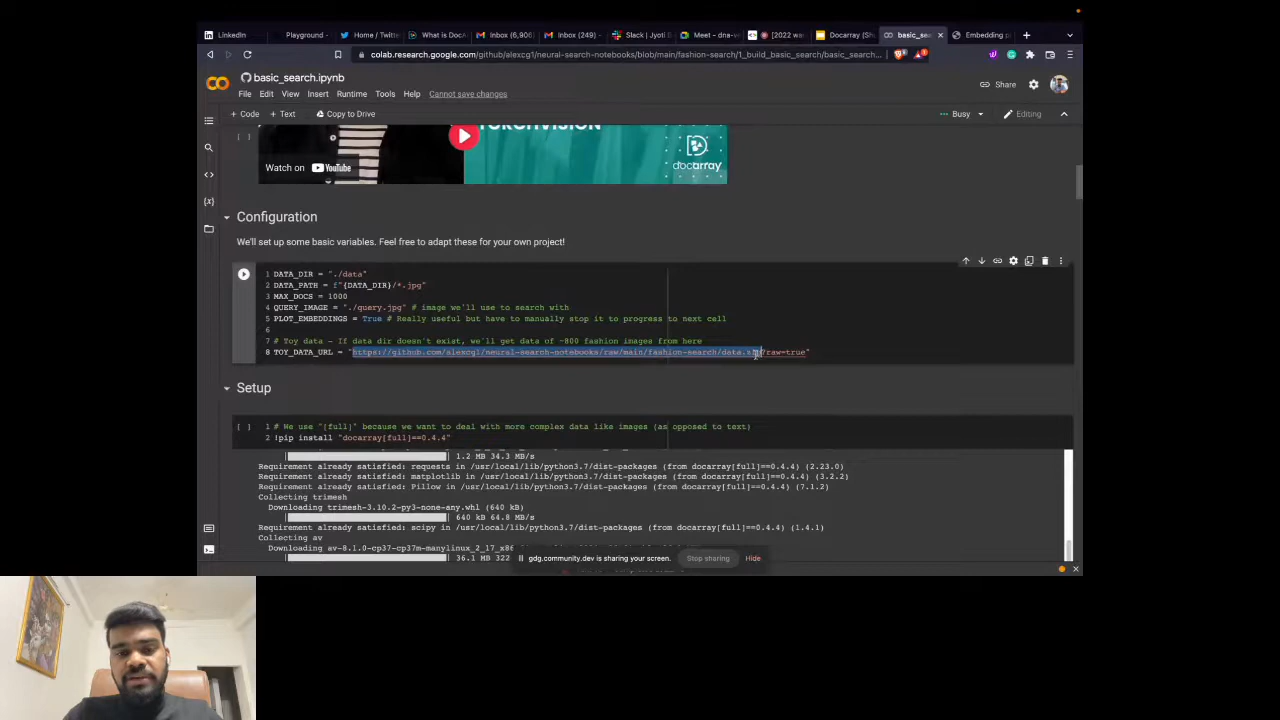 LinkedIn
Playground
Home / Twitter
What is DocA
Inbox (6,906)
Inbox (249)
Slack | Jyoti B
Meet – dna-v
[2022 wa
Docarray (Sh
basic_sea
Embedding p
colab.research.google.com/github/alexcg1/neural-search-notebooks/blob/main/fashion-search/1_build_basic_search/basic_search...
basic_search.ipynb
Share
File Edit View Insert Runtime Tools Help Cannot save changes
+ Code + Text Copy to Drive
Busy
Editing
TORCHVISION
Watch on YouTube
docarray
Configuration
We'll set up some basic variables. Feel free to adapt these for your own project!
1 DATA_DIR = "./data"
2 DATA_PATH = f"{DATA_DIR}/*.jpg"
3 MAX_DOCS = 1000
4 QUERY_IMAGE = "./query.jpg" # image we'll use to search with
5 PLOT_EMBEDDINGS = True # Really useful but have to manually stop it to progress to next cell
6
7 # Toy data - If data dir doesn't exist, we'll get data of ~800 fashion images from here
8 TOY_DATA_URL = "https://github.com/alexcg1/neural-search-notebooks/raw/main/fashion-search/data.zip?raw=true"
Setup
[ ]
1 # We use "[full]" because we want to deal with more complex data like images (as opposed to text)
2 !pip install "docarray[full]==0.4.4"
1.2 MB 34.3 MB/s
Requirement already satisfied: requests in /usr/local/lib/python3.7/dist-packages (from docarray[full]==0.4.4) (2.23.0)
Requirement already satisfied: matplotlib in /usr/local/lib/python3.7/dist-packages (from docarray[full]==0.4.4) (3.2.2)
Requirement already satisfied: Pillow in /usr/local/lib/python3.7/dist-packages (from docarray[full]==0.4.4) (7.1.2)
Collecting trimesh
Downloading trimesh-3.10.2-py3-none-any.whl (640 kB)
640 kB 64.8 MB/s
Requirement already satisfied: scipy in /usr/local/lib/python3.7/dist-packages (from docarray[full]==0.4.4) (1.4.1)
Collecting av
Downloading av-8.1.0-cp37-cp37m-manylinux_2_17_x86
36.1 MB 322
gdg.community.dev is sharing your screen.
Stop sharing
Hide